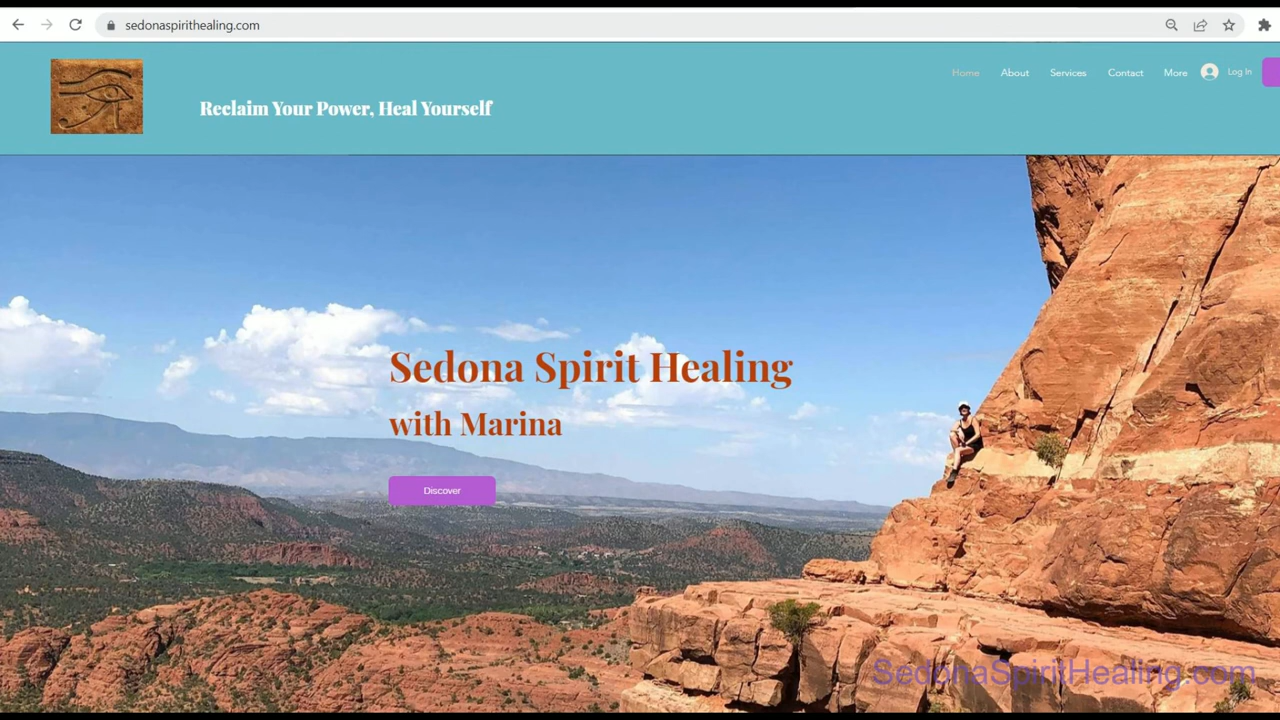 sedonaspirithealing.com
Home About Services Contact More Log In
Reclaim Your Power, Heal Yourself
Sedona Spirit Healing
with Marina
Discover
SedonaSpiritHealing.com